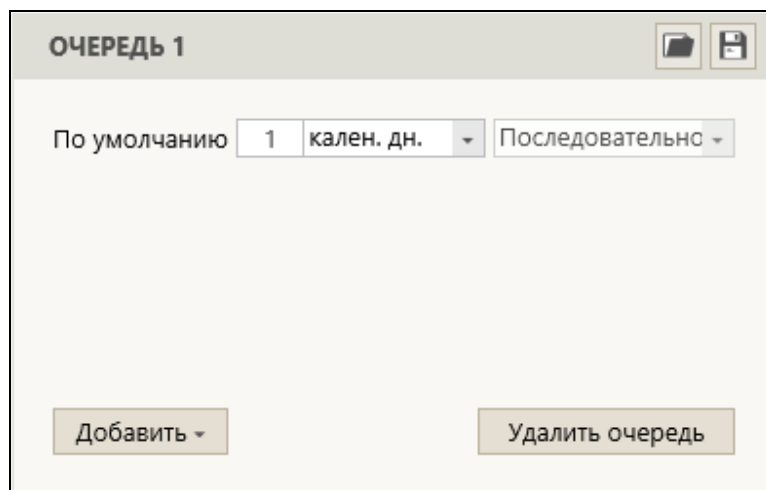 ОЧЕРЕДЬ 1
По умолчанию 1 кален. дн. Последовательно
Добавить Удалить очередь